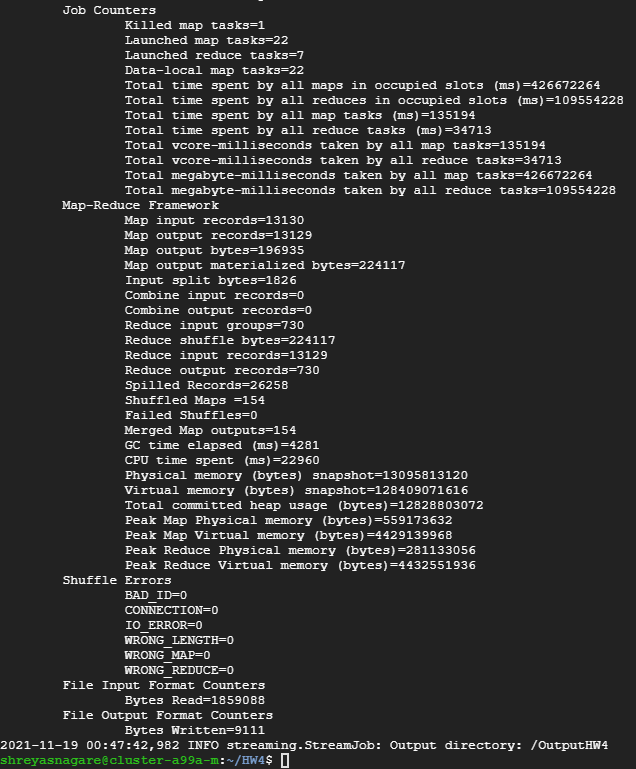 Job Counters
Killed map tasks=1
Launched map tasks=22
Launched reduce tasks=7
Data-local map tasks=22
Total time spent by all maps in occupied slots (ms)=426672264
Total time spent by all reduces in occupied slots (ms)=109554228
Total time spent by all map tasks (ms)=135194
Total time spent by all reduce tasks (ms)=34713
Total vcore-milliseconds taken by all map tasks=135194
Total vcore-milliseconds taken by all reduce tasks=34713
Total megabyte-milliseconds taken by all map tasks=426672264
Total megabyte-milliseconds taken by all reduce tasks=109554228
Map-Reduce Framework
Map input records=13130
Map output records=13129
Map output bytes=196935
Map output materialized bytes=224117
Input split bytes=1826
Combine input records=0
Combine output records=0
Reduce input groups=730
Reduce shuffle bytes=224117
Reduce input records=13129
Reduce output records=730
Spilled Records=26258
Shuffled Maps =154
Failed Shuffles=0
Merged Map outputs=154
GC time elapsed (ms)=4281
CPU time spent (ms)=22960
Physical memory (bytes) snapshot=13095813120
Virtual memory (bytes) snapshot=128409071616
Total committed heap usage (bytes)=12828803072
Peak Map Physical memory (bytes)=559173632
Peak Map Virtual memory (bytes)=4429139968
Peak Reduce Physical memory (bytes)=281133056
Peak Reduce Virtual memory (bytes)=4432551936
Shuffle Errors
BAD_ID=0
CONNECTION=0
IO_ERROR=0
WRONG_LENGTH=0
WRONG_MAP=0
WRONG_REDUCE=0
File Input Format Counters
Bytes Read=1859088
File Output Format Counters
Bytes Written=9111
2021-11-19 00:47:42,982 INFO streaming.StreamJob: Output directory: /OutputHW4
shreyasnagare@cluster-a99a-m:~/HW4$